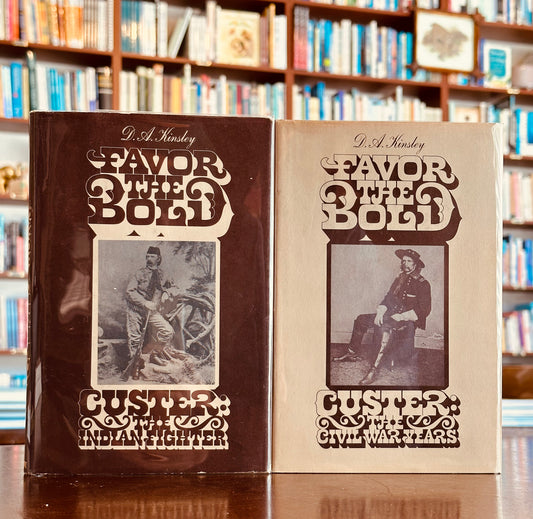 D. A. Kinsley
FAVOR
THE
BOLD
CUSTER:
THE
INDIAN FIGHTER
D. A. Kinsley
FAVOR
THE
BOLD
CUSTER:
THE
CIVIL WAR YEARS